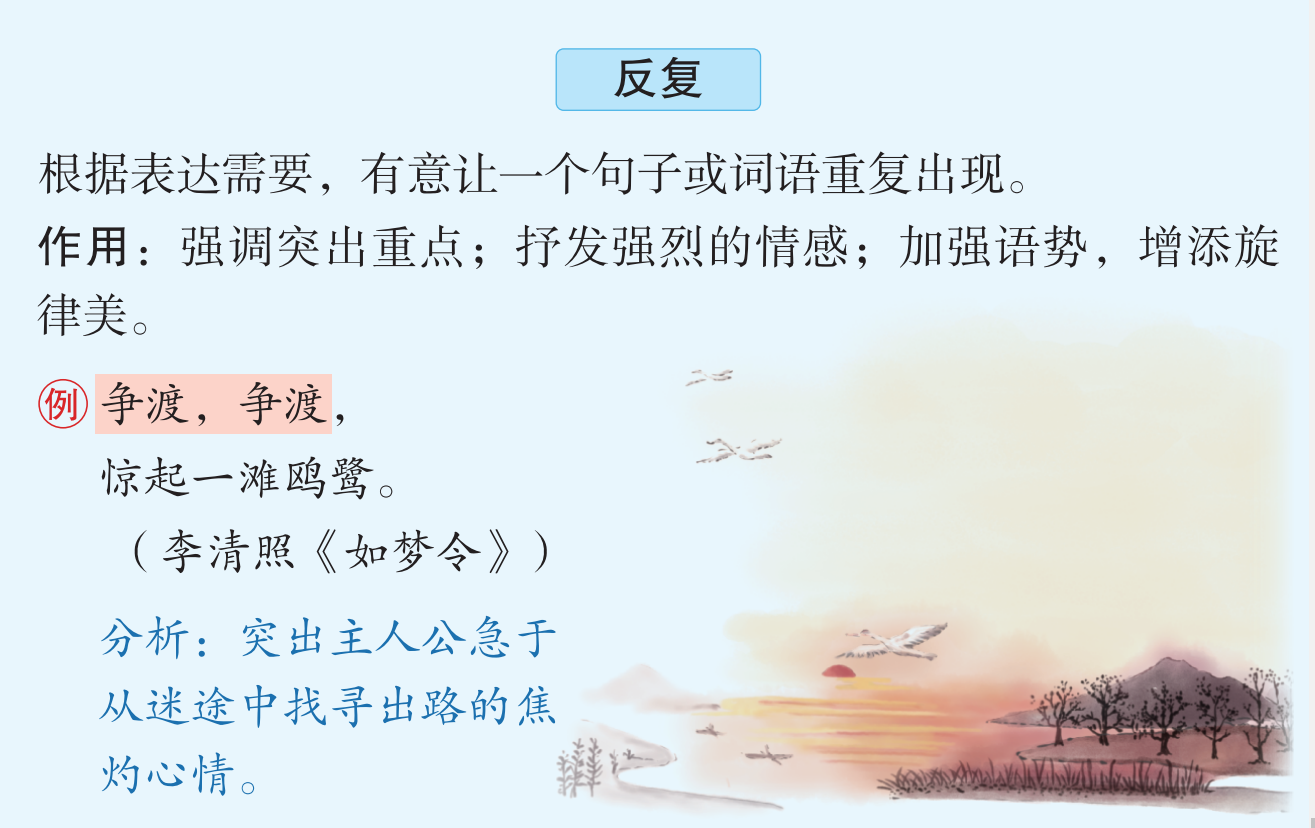 反复
根据表达需要，有意让一个句子或词语重复出现。
作用：强调突出重点；抒发强烈的情感；加强语势，增添旋
律美。
例 争渡，争渡，
惊起一滩鸥鹭。
（李清照《如梦令》）
分析：突出主人公急于
从迷途中找寻出路的焦
灼心情。